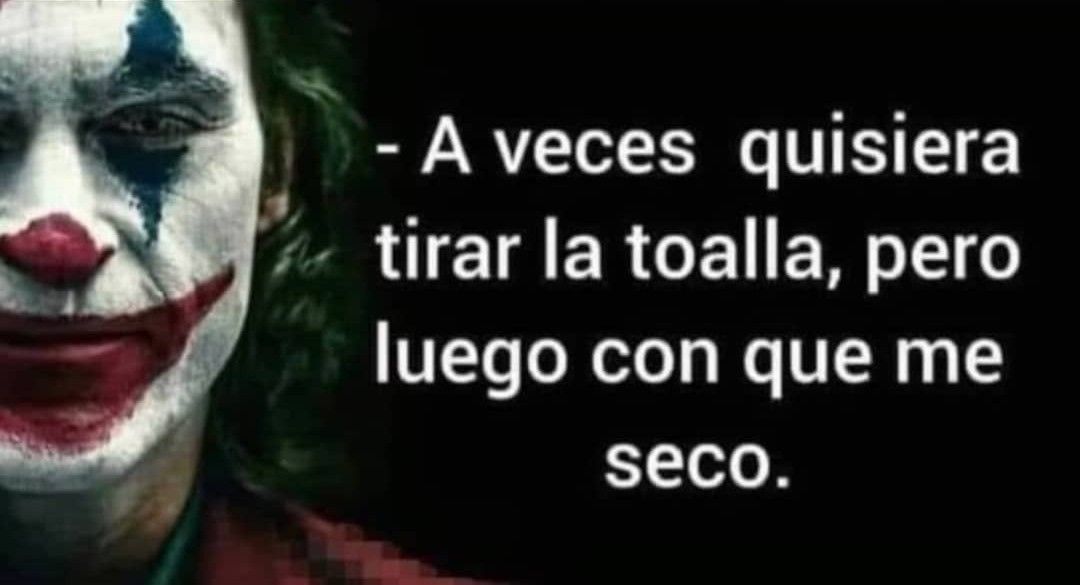 - A veces quisiera
tirar la toalla, pero
luego con que me
seco.